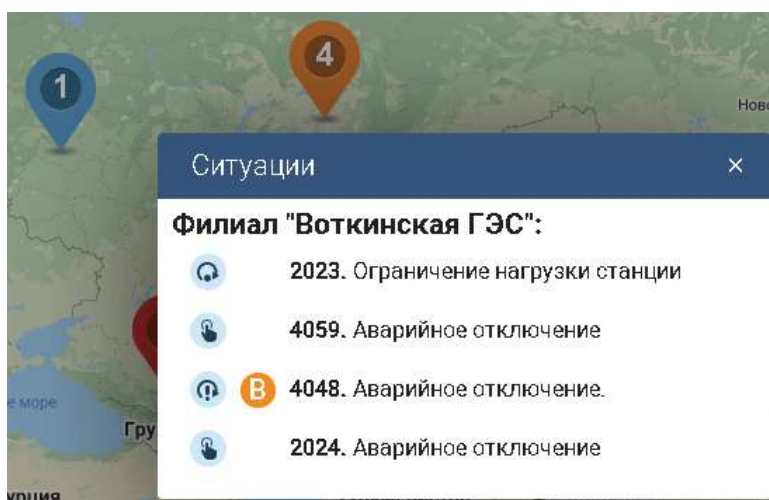 1
4
Ново
Ситуации
×
Филиал "Воткинская ГЭС":
2023. Ограничение нагрузки станции
4059. Аварийное отключение
В 4048. Аварийное отключение.
е море
Гру
2024. Аварийное отключение
урция